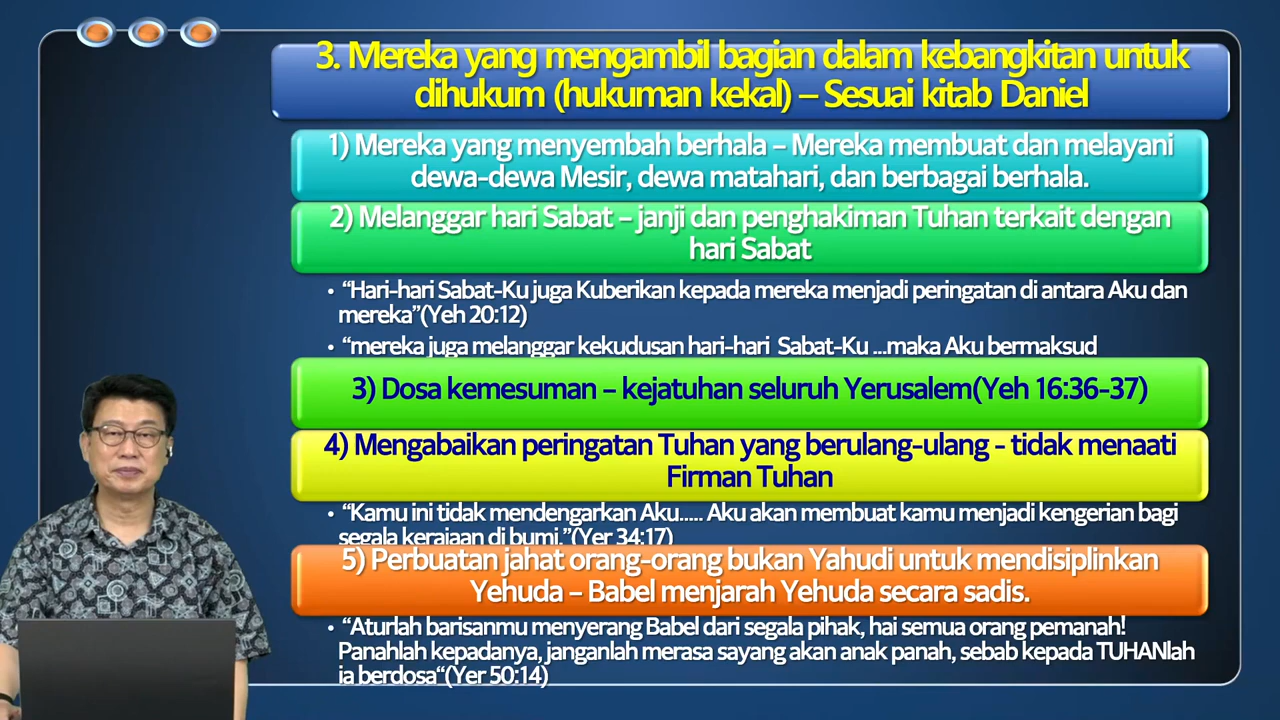 3. Mereka yang mengambil bagian dalam kebangkitan untuk
dihukum (hukuman kekal) – Sesuai kitab Daniel
1) Mereka yang menyembah berhala – Mereka membuat dan melayani
dewa-dewa Mesir, dewa matahari, dan berbagai berhala.
2) Melanggar hari Sabat – janji dan penghakiman Tuhan terkait dengan
hari Sabat
• “Hari-hari Sabat-Ku juga Kuberikan kepada mereka menjadi peringatan di antara Aku dan
mereka”(Yeh 20:12)
• “mereka juga melanggar kekudusan hari-hari Sabat-Ku ...maka Aku bermaksud
3) Dosa kemesuman – kejatuhan seluruh Yerusalem(Yeh 16:36-37)
4) Mengabaikan peringatan Tuhan yang berulang-ulang - tidak menaati
Firman Tuhan
• “Kamu ini tidak mendengarkan Aku..... Aku akan membuat kamu menjadi kengerian bagi
segala kerajaan di bumi.”(Yer 34:17)
5) Perbuatan jahat orang-orang bukan Yahudi untuk mendisiplinkan
Yehuda – Babel menjarah Yehuda secara sadis.
• “Aturlah barisanmu menyerang Babel dari segala pihak, hai semua orang pemanah!
Panahlah kepadanya, janganlah merasa sayang akan anak panah, sebab kepada TUHANlah
ia berdosa“(Yer 50:14)